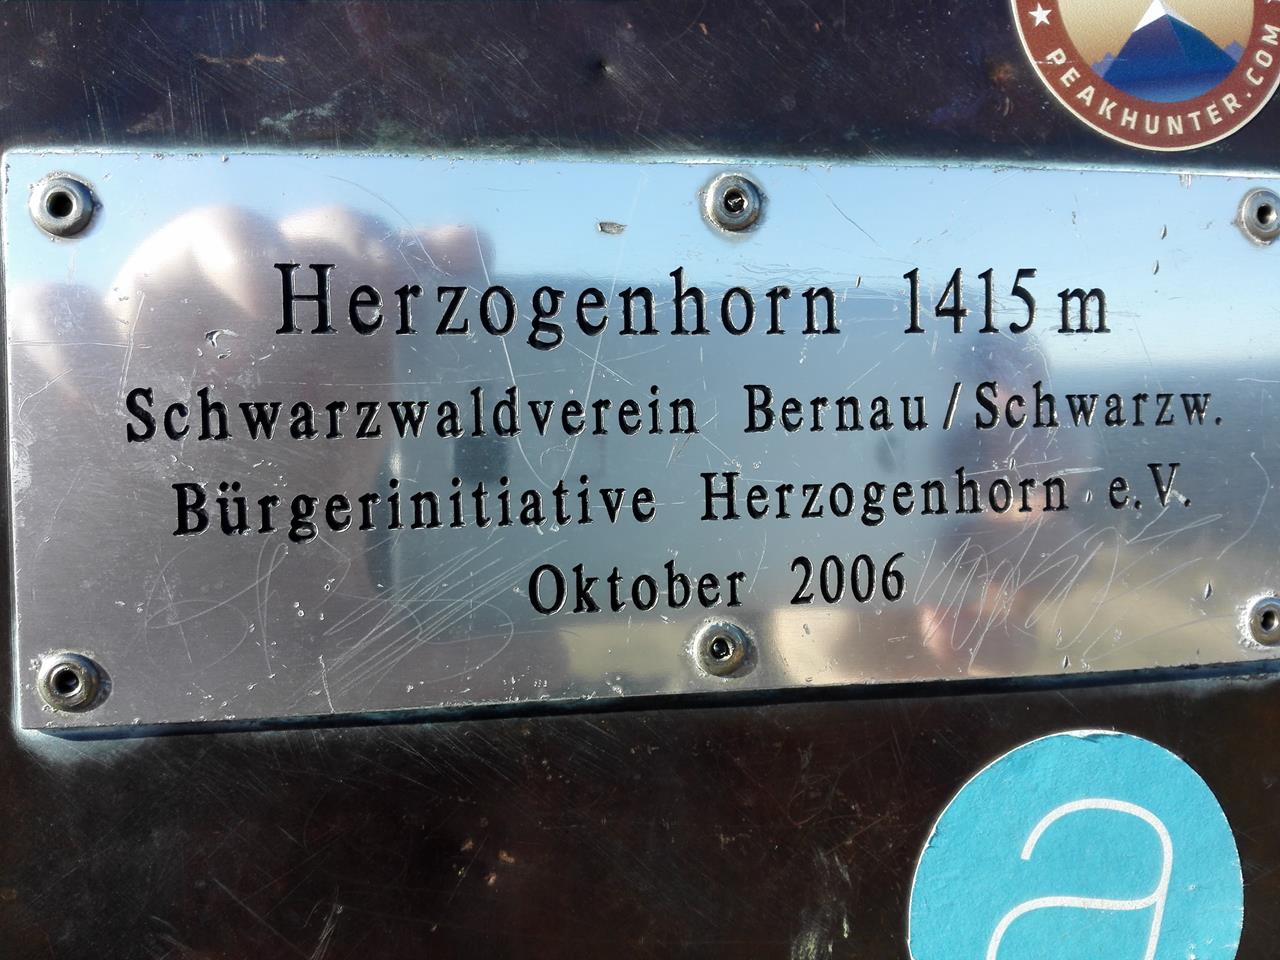 PEAKHUNTER.COM
Herzogenhorn 1415 m
Schwarzwaldverein Bernau / Schwarzw.
Bürgerinitiative Herzogenhorn e.V.
Oktober 2006
a